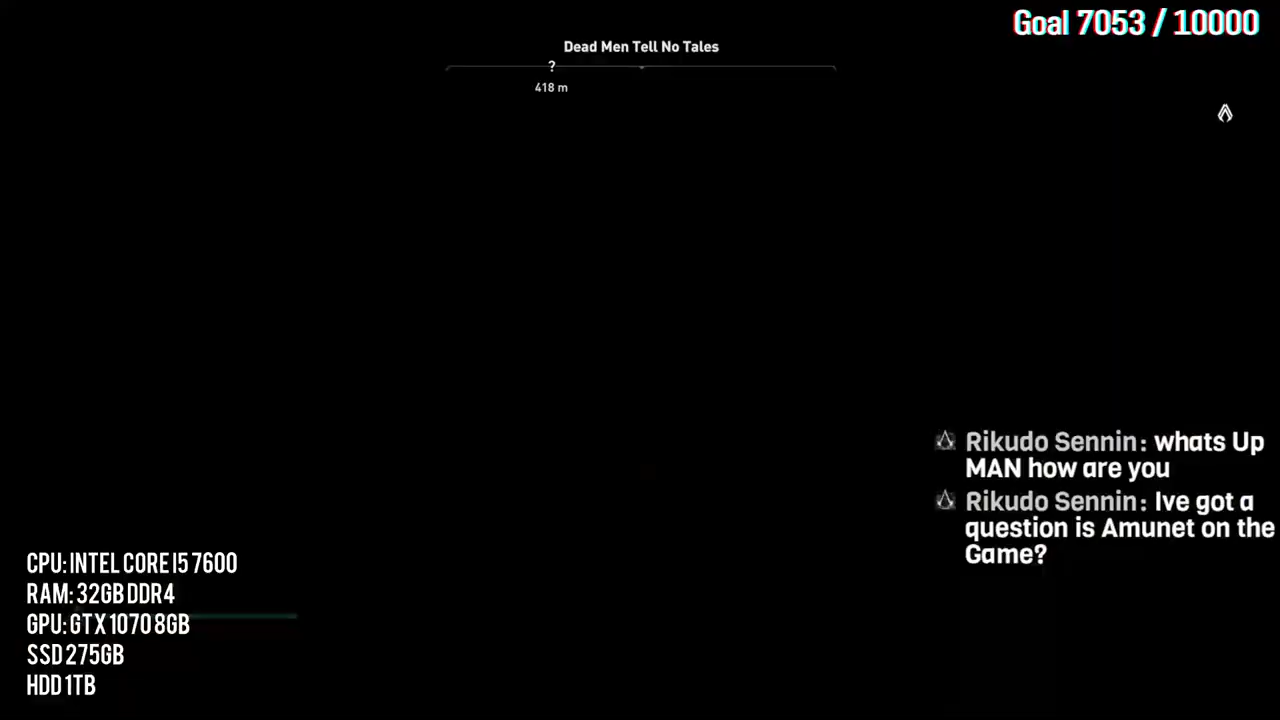 Goal 7053 / 10000
Dead Men Tell No Tales
?
418 m
Rikudo Sennin: whats Up
MAN how are you
Rikudo Sennin: Ive got a
question is Amunet on the
Game?
CPU: INTEL CORE I5 7600
RAM: 32GB DDR4
GPU: GTX 1070 8GB
SSD 275GB
HDD 1TB